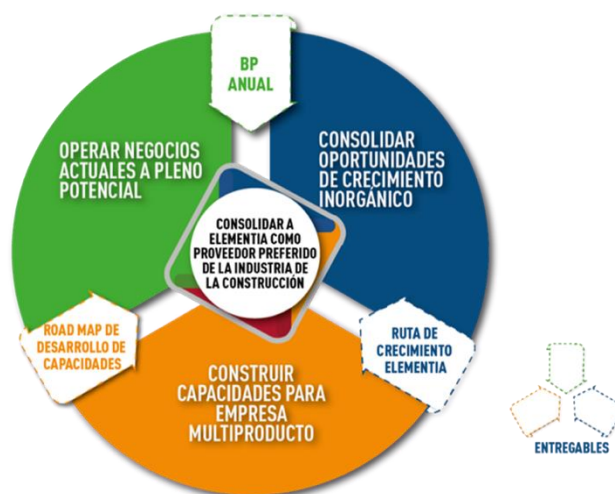 BP
ANUAL
OPERAR NEGOCIOS
ACTUALES A PLENO
POTENCIAL
CONSOLIDAR
OPORTUNIDADES
DE CRECIMIENTO
INORGÁNICO
CONSOLIDAR A
ELEMENTIA COMO
PROVEEDOR PREFERIDO
DE LA INDUSTRIA DE
LA CONSTRUCCIÓN
ROAD MAP DE
DESARROLLO DE
CAPACIDADES
RUTA DE
CRECIMIENTO
ELEMENTIA
CONSTRUIR
CAPACIDADES PARA
EMPRESA
MULTIPRODUCTO
ENTREGABLES